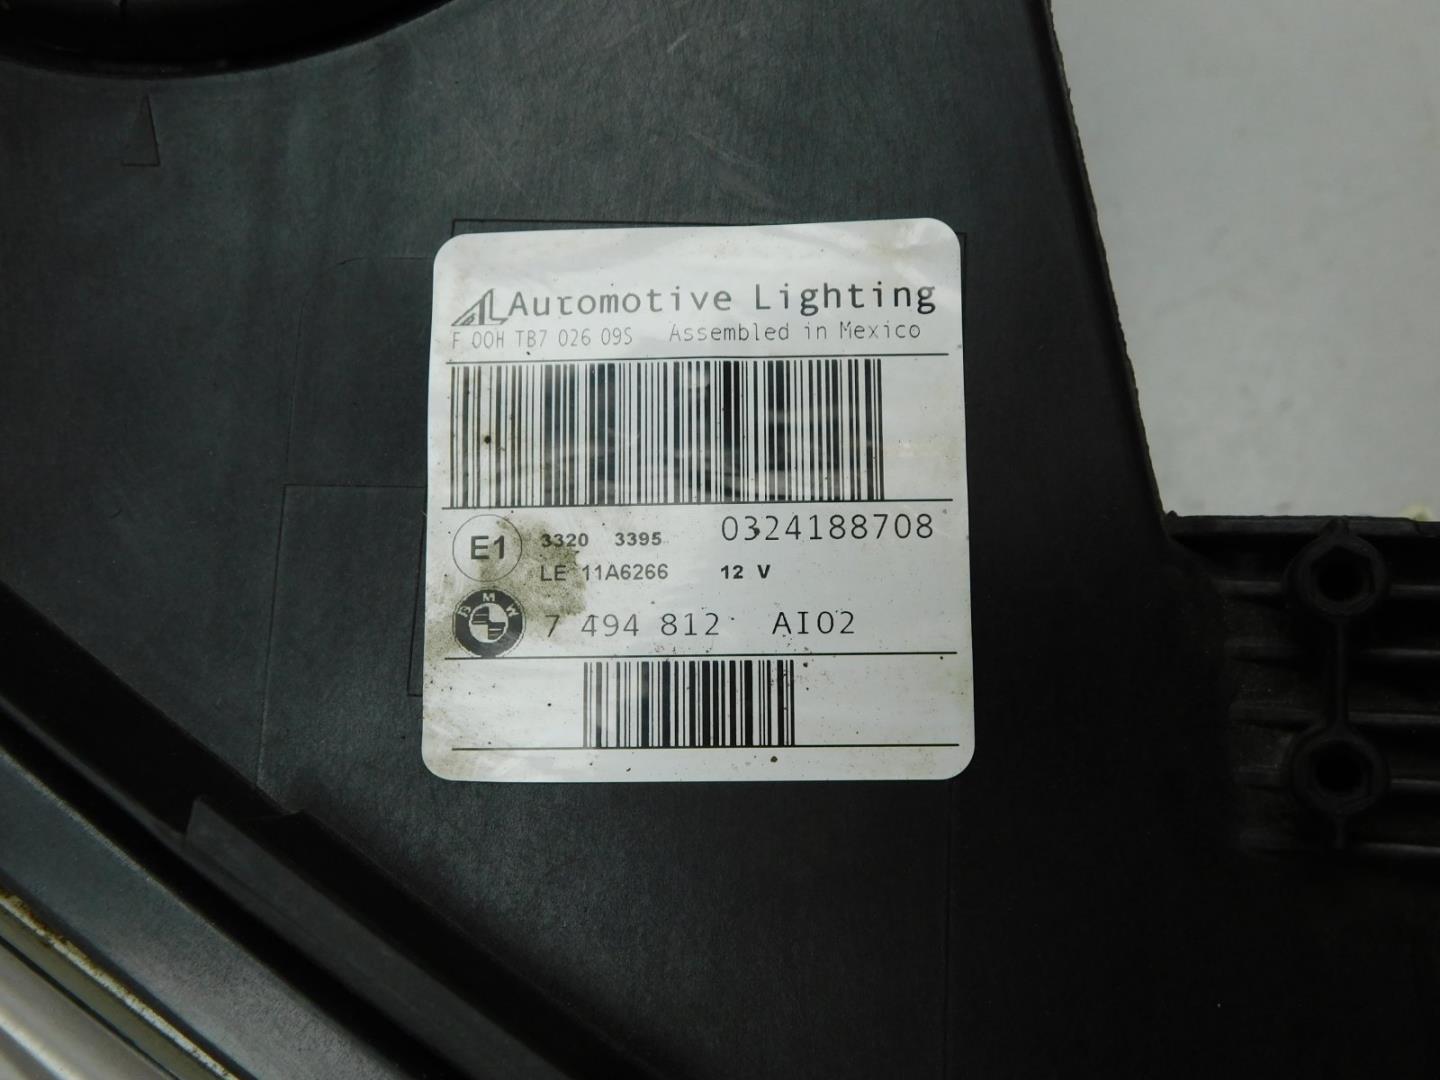 AL Automotive Lighting
F 00H TB7 026 09S Assembled in Mexico
E1 3320 3395 0324188708
LE 11A6266 12 V
BMW 7 494 812 AI02